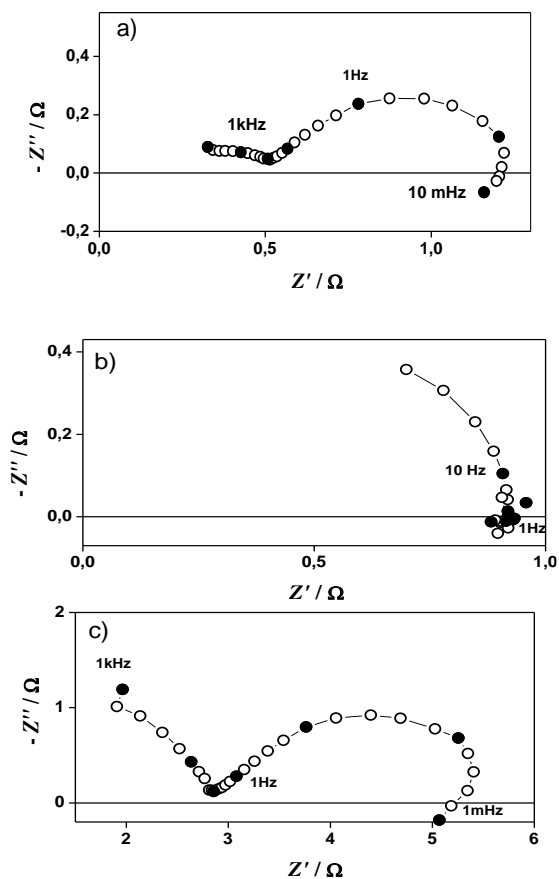 a)
0,4
0,2
0,0
-0,2
1kHz
1Hz
10 mHz
0,0
0,5
1,0
- Z'' / Ω
Z' / Ω
b)
0,4
0,2
0,0
10 Hz
1Hz
0,0
0,5
1,0
- Z'' / Ω
Z' / Ω
c)
2
1
0
1kHz
1Hz
1mHz
2
3
4
5
6
- Z'' / Ω
Z' / Ω